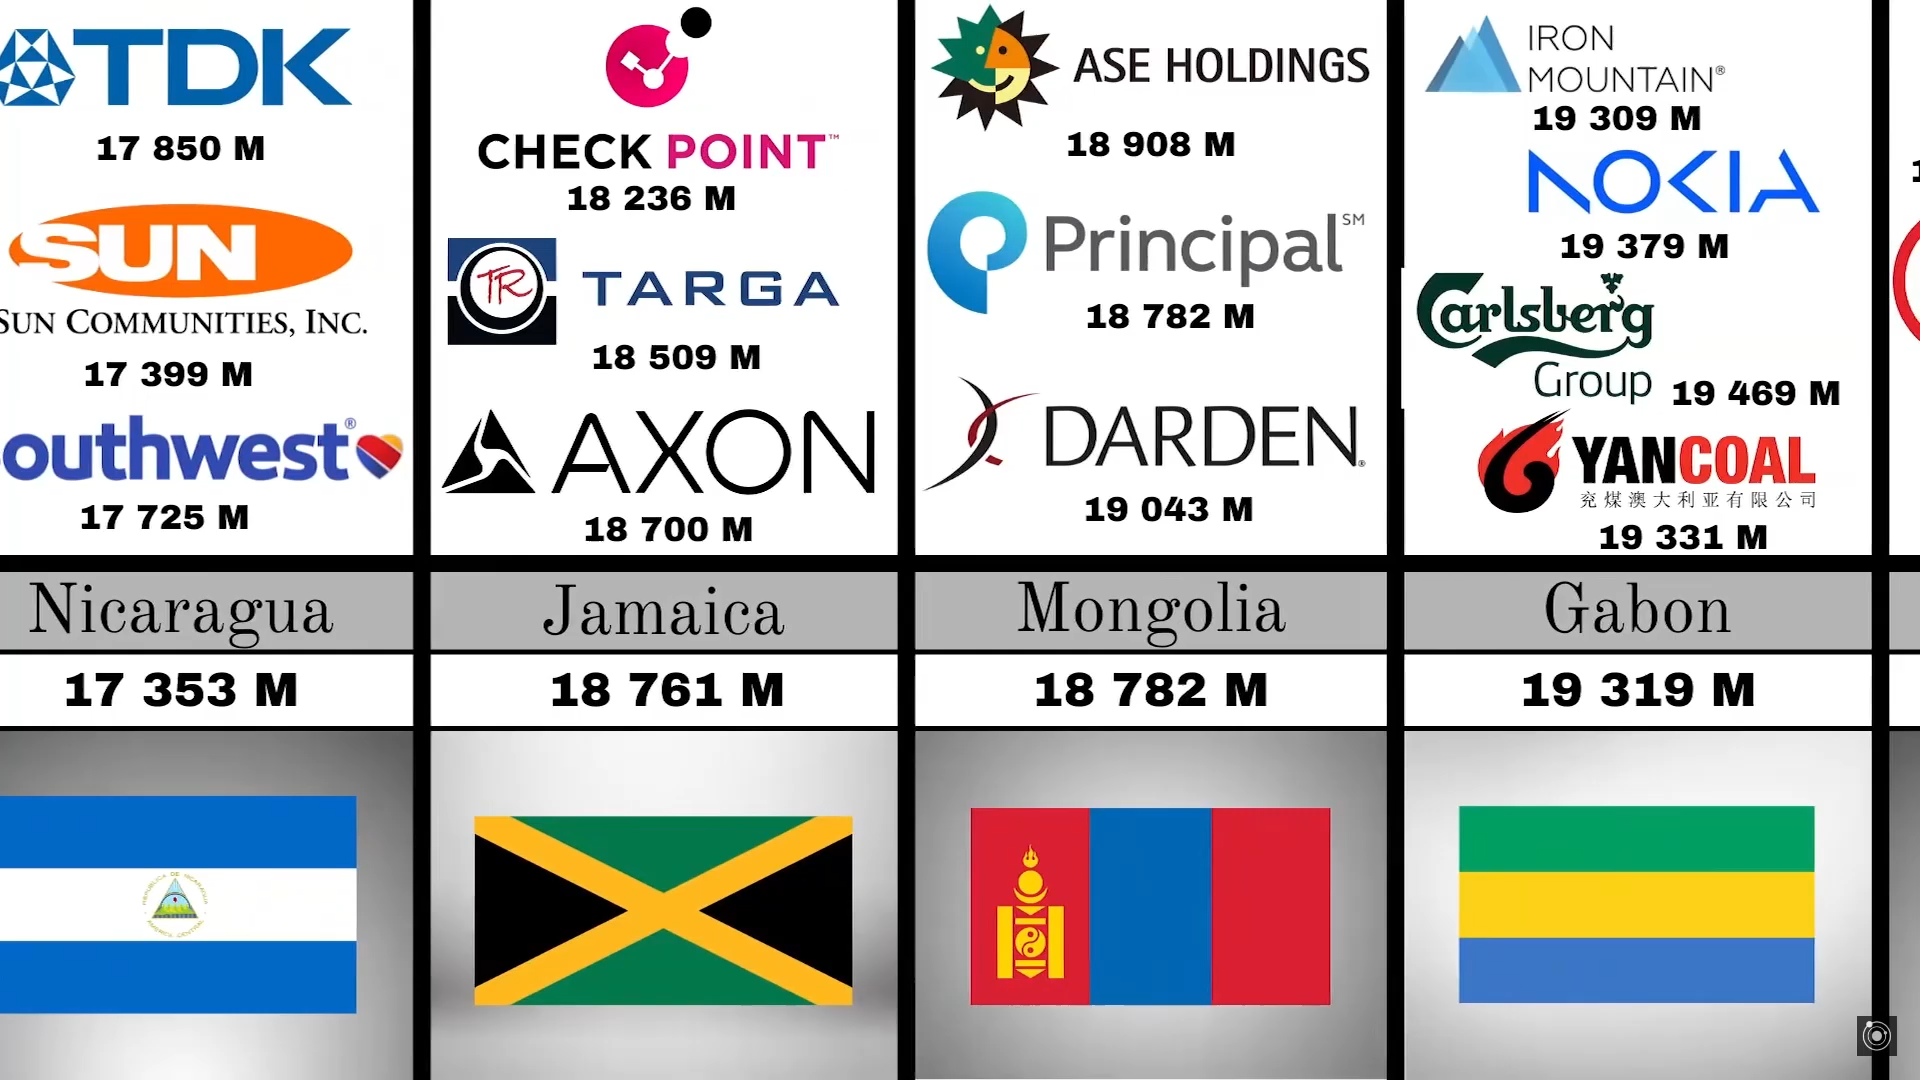 TDK
17 850 M
SUN
SUN COMMUNITIES, INC.
17 399 M
outhwest®
17 725 M
Nicaragua
17 353 M
CHECK POINT™
18 236 M
TR TARGA
18 509 M
AXON
18 700 M
Jamaica
18 761 M
ASE HOLDINGS
18 908 M
Principal℠
18 782 M
DARDEN®
19 043 M
Mongolia
18 782 M
IRON
MOUNTAIN®
19 309 M
NOKIA
19 379 M
Carlsberg
Group
19 469 M
YANCOAL
兖煤澳大利亚有限公司
19 331 M
Gabon
19 319 M